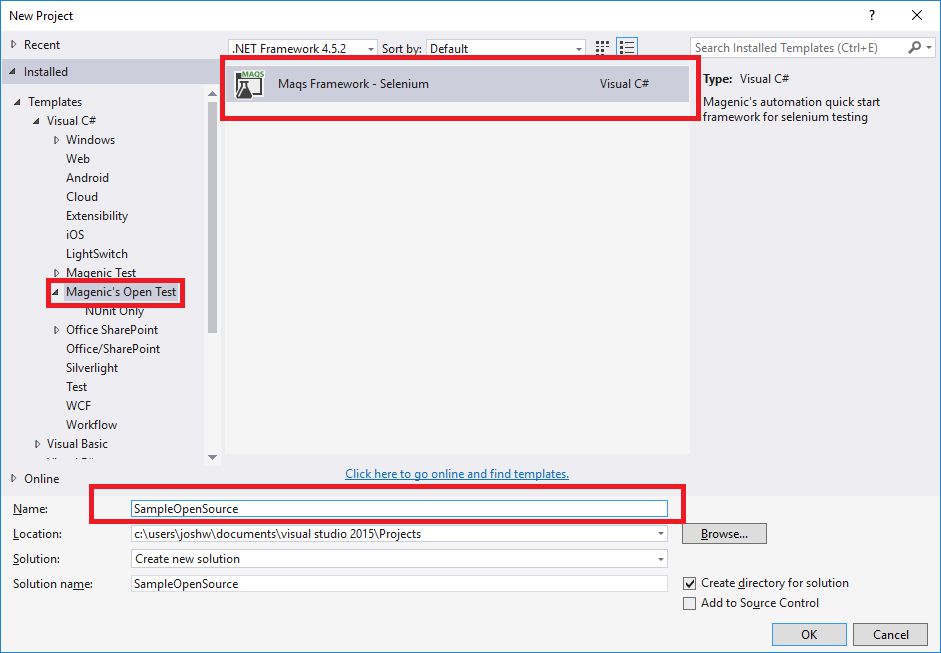 New Project
?
Recent
.NET Framework 4.5.2
Sort by:
Default
Search Installed Templates (Ctrl+E)
Installed
Templates
Visual C#
Windows
Web
Android
Cloud
Extensibility
iOS
LightSwitch
Magenic Test
Magenic's Open Test
NUnit Only
Office SharePoint
Office/SharePoint
Silverlight
Test
WCF
Workflow
Visual Basic
Online
MAQS
Maqs Framework - Selenium
Visual C#
Type: Visual C#
Magenic's automation quick start
framework for selenium testing
Click here to go online and find templates.
Name:
SampleOpenSource
Location:
c:\users\joshw\documents\visual studio 2015\Projects
Browse...
Solution:
Create new solution
Solution name:
SampleOpenSource
Create directory for solution
Add to Source Control
OK
Cancel